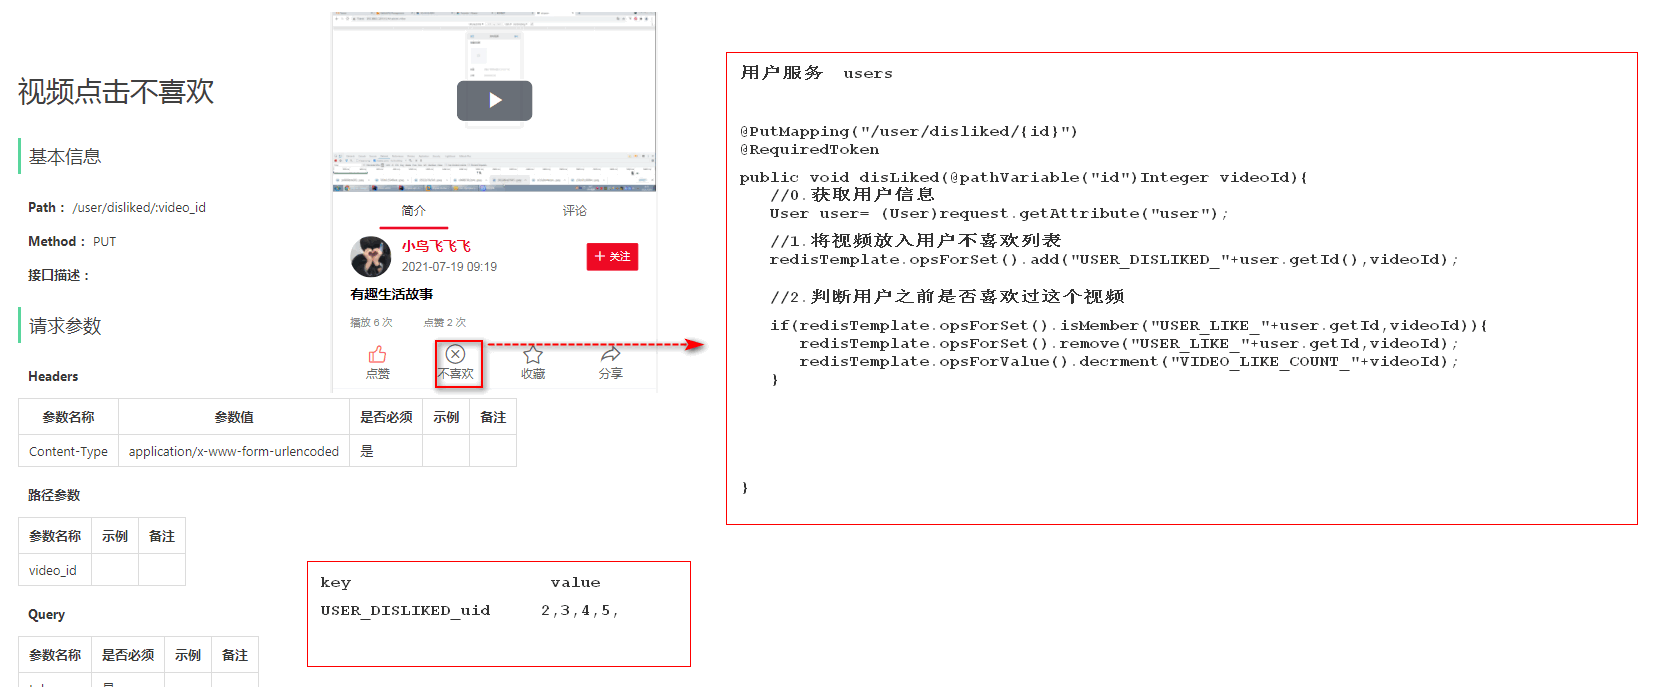 视频点击不喜欢
基本信息
Path： /user/disliked/:video_id
Method： PUT
接口描述：
请求参数
Headers
参数名称 参数值 是否必须 示例 备注
Content-Type application/x-www-form-urlencoded 是
路径参数
参数名称 示例 备注
video_id
Query
参数名称 是否必须 示例 备注
简介 评论
小鸟飞飞飞
2021-07-19 09:19
+ 关注
有趣生活故事
播放 6 次 点赞 2 次
点赞 不喜欢 收藏 分享
key value
USER_DISLIKED_uid 2,3,4,5,
用户服务 users
@PutMapping("/user/disliked/{id}")
@RequiredToken
public void disLiked(@pathVariable("id")Integer videoId){
//0.获取用户信息
User user= (User)request.getAttribute("user");
//1.将视频放入用户不喜欢列表
redisTemplate.opsForSet().add("USER_DISLIKED_"+user.getId(),videoId);
//2.判断用户之前是否喜欢过这个视频
if(redisTemplate.opsForSet().isMember("USER_LIKE_"+user.getId,videoId)){
redisTemplate.opsForSet().remove("USER_LIKE_"+user.getId,videoId);
redisTemplate.opsForValue().decrment("VIDEO_LIKE_COUNT_"+videoId);
}
}